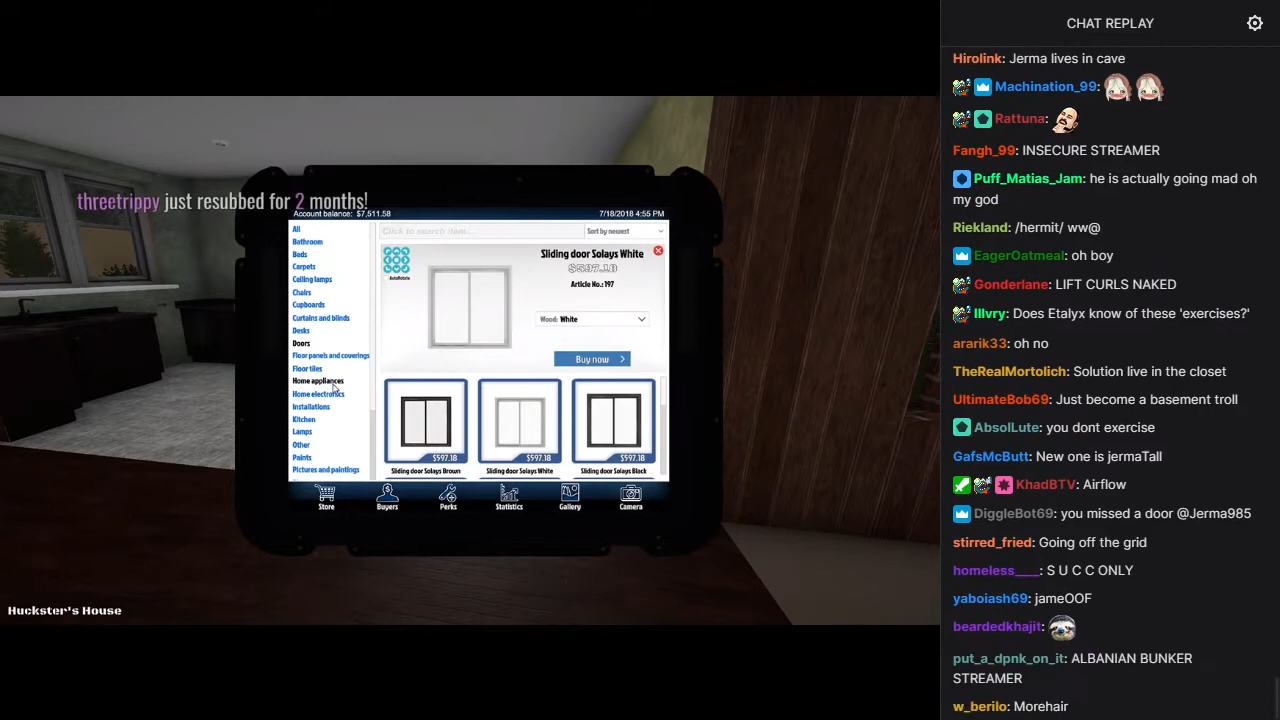 threetrippy just resubbed for 2 months!
Account balance: $7,511.58
7/18/2018 4:55 PM
All
Bathroom
Beds
Carpets
Ceiling lamps
Chairs
Cupboards
Curtains and blinds
Desks
Doors
Floor panels and coverings
Floor tiles
Home appliances
Home electronics
Installations
Kitchen
Lamps
Other
Paints
Pictures and paintings
Click to search item...
Sort by newest
AutoRotate
Sliding door Solays White
$597.18
Article No.: 197
Wood: White
Buy now
$597.18
$597.18
$597.18
Sliding door Solays Brown
Sliding door Solays White
Sliding door Solays Black
Store
Buyers
Perks
Statistics
Gallery
Camera
Huckster's House
CHAT REPLAY
Hirolink: Jerma lives in cave
Machination_99:
Rattuna:
Fangh_99: INSECURE STREAMER
Puff_Matias_Jam: he is actually going mad oh
my god
Riekland: /hermit/ ww@
EagerOatmeal: oh boy
Gonderlane: LIFT CURLS NAKED
Illvry: Does Etalyx know of these 'exercises?'
ararik33: oh no
TheRealMortolich: Solution live in the closet
UltimateBob69: Just become a basement troll
AbsolLute: you dont exercise
GafsMcButt: New one is jermaTall
KhadBTV: Airflow
DiggleBot69: you missed a door @Jerma985
stirred_fried: Going off the grid
homeless____: S U C C ONLY
yaboiash69: jameOOF
beardedkhajit:
put_a_dpnk_on_it: ALBANIAN BUNKER
STREAMER
w_berilo: Morehair